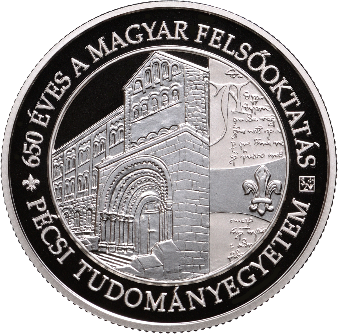 650 ÉVES A MAGYAR FELSŐOKTATÁS
PÉCSI TUDOMÁNYEGYETEM